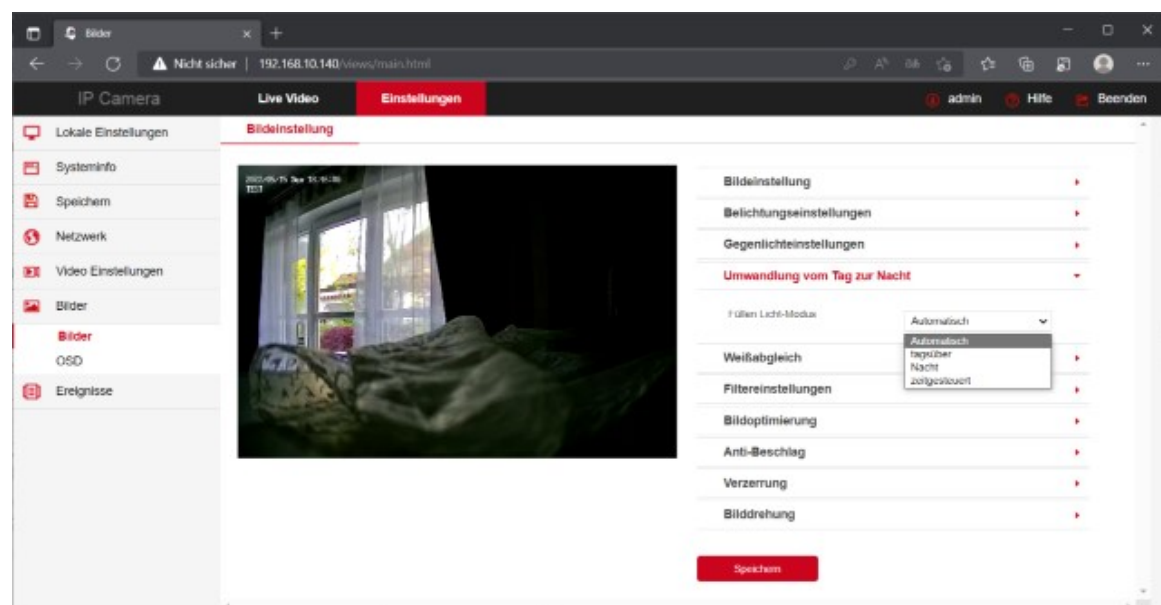 Bilder
Nicht sicher | 192.168.10.140/views/main.html
IP Camera
Live Video
Einstellungen
admin
Hilfe
Beenden
Lokale Einstellungen
Systeminfo
Speichern
Netzwerk
Video Einstellungen
Bilder
Bilder
OSD
Ereignisse
Bildeinstellung
TEST
Bildeinstellung
Belichtungseinstellungen
Gegenlichteinstellungen
Umwandlung vom Tag zur Nacht
Füllen Licht-Modus
Automatisch
Automatisch
tagsüber
Nacht
zeitgesteuert
Weißabgleich
Filtereinstellungen
Bildoptimierung
Anti-Beschlag
Verzerrung
Bilddrehung
Speichern